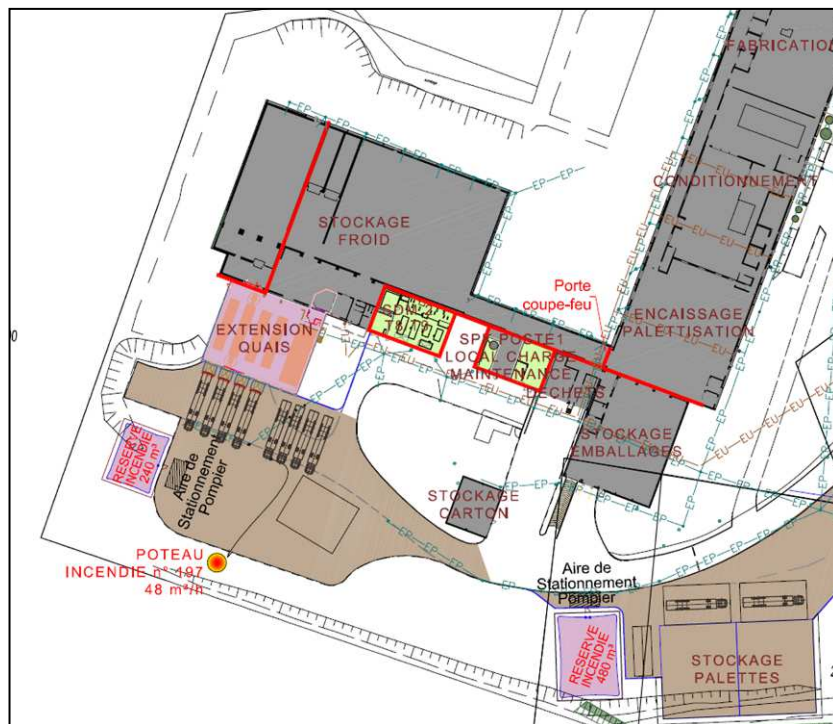 FABRICATION
CONDITIONNEMENT
STOCKAGE
FROID
Porte
coupe-feu
ENCAISSAGE
PALETTISATION
EXTENSION
QUAIS
LOCAL CHARGE
MAINTENANCE
DECHETS
STOCKAGE
EMBALLAGES
STOCKAGE
CARTON
RESERVE
INCENDIE
240 m³
Aire de
Stationnement
Pompier
POTEAU
INCENDIE n° 197
48 m³/h
Aire de
Stationnement
Pompier
RESERVE
INCENDIE
480 m³
STOCKAGE
PALETTES